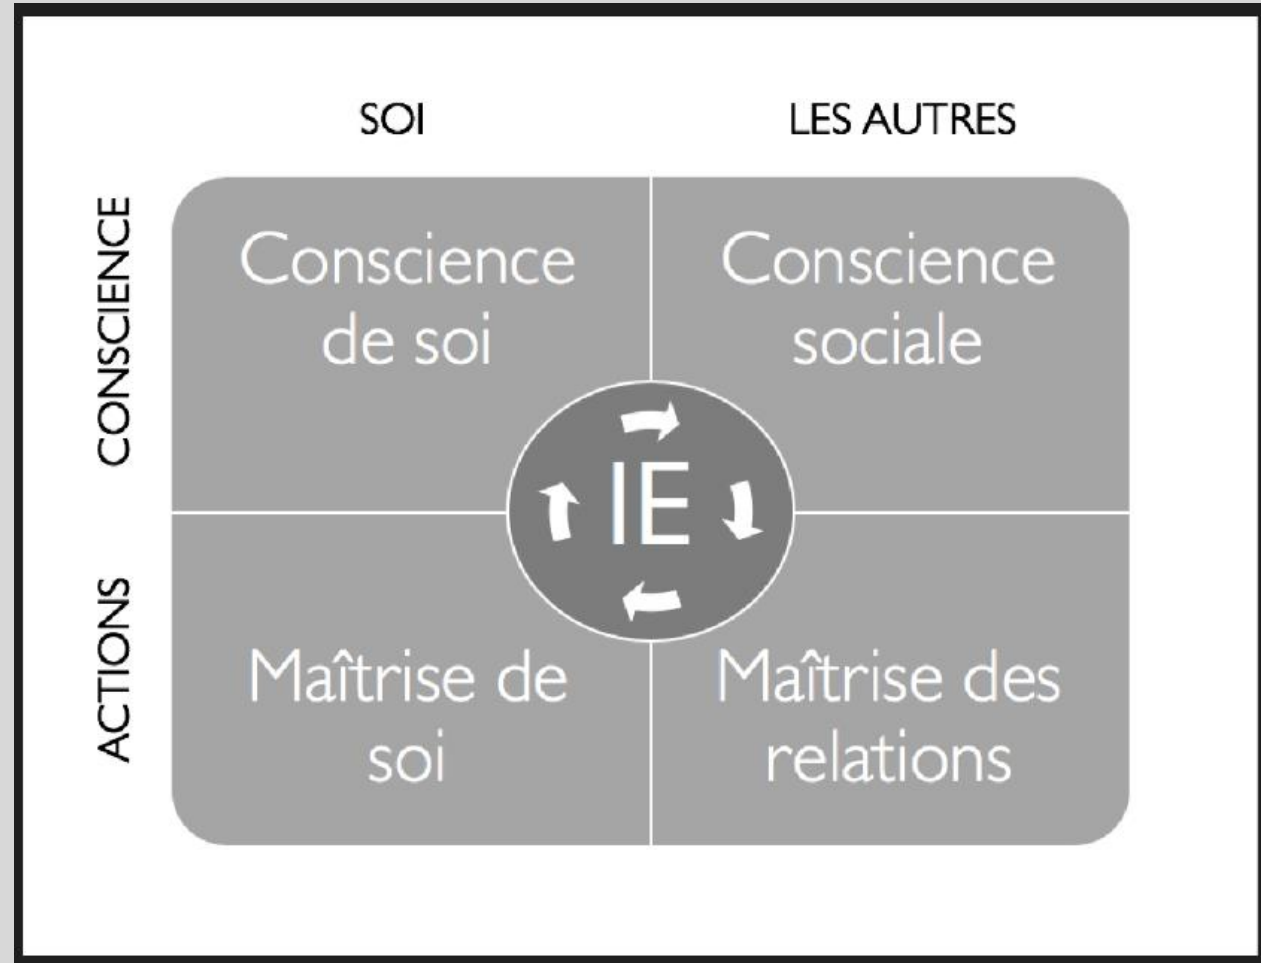 SOI
LES AUTRES
CONSCIENCE
Conscience
de soi
Conscience
sociale
IE
ACTIONS
Maîtrise de
soi
Maîtrise des
relations